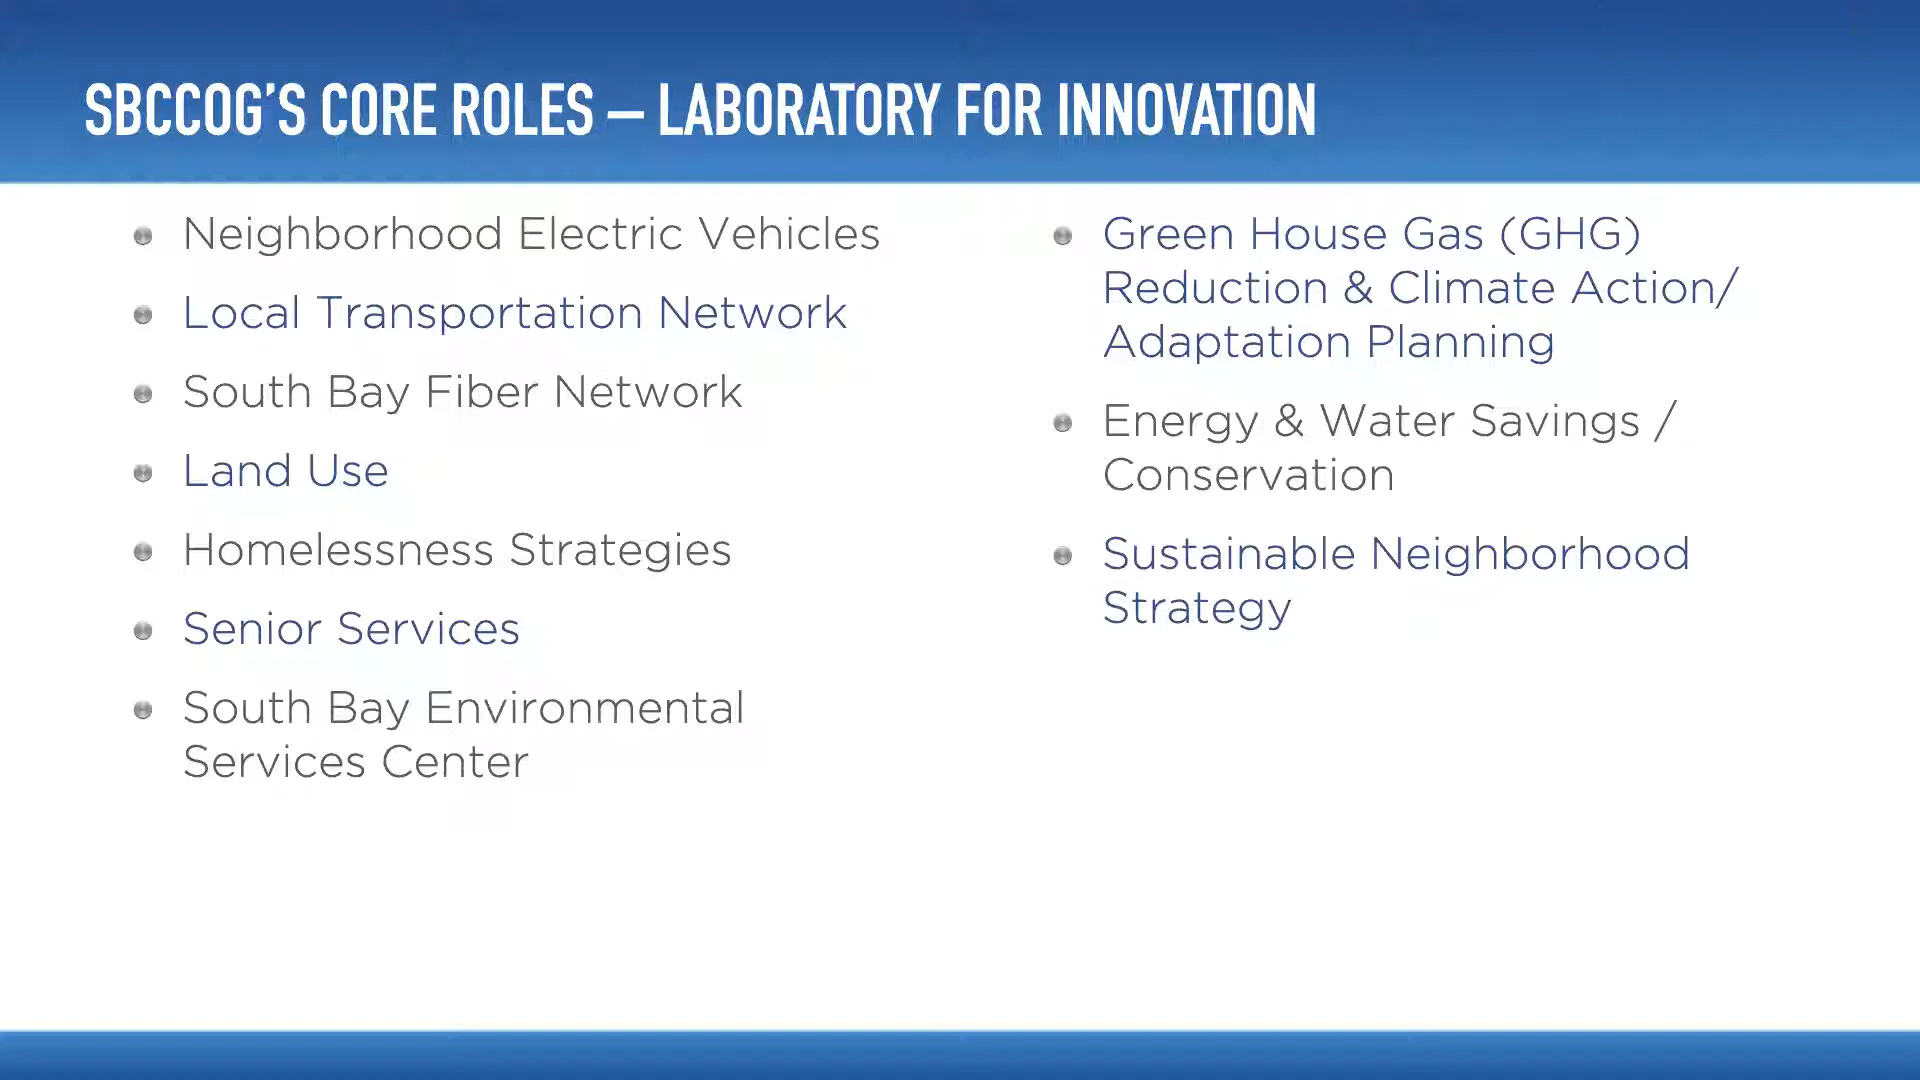 SBCCOG’S CORE ROLES – LABORATORY FOR INNOVATION
Neighborhood Electric Vehicles
Local Transportation Network
South Bay Fiber Network
Land Use
Homelessness Strategies
Senior Services
South Bay Environmental
Services Center
Green House Gas (GHG)
Reduction & Climate Action/
Adaptation Planning
Energy & Water Savings /
Conservation
Sustainable Neighborhood
Strategy